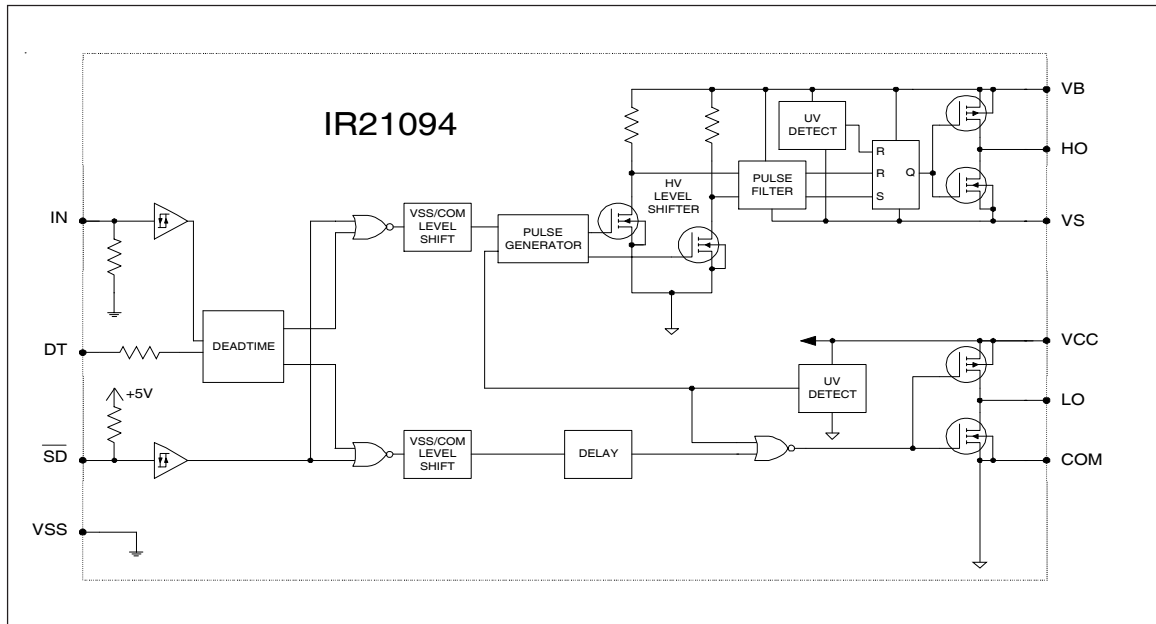 IR21094
VB
UV
DETECT
HO
R
R
Q
S
PULSE
FILTER
HV
LEVEL
SHIFTER
IN
VSS/COM
LEVEL
SHIFT
PULSE
GENERATOR
VS
DEADTIME
DT
+5V
VCC
UV
DETECT
LO
SD
VSS/COM
LEVEL
SHIFT
DELAY
COM
VSS